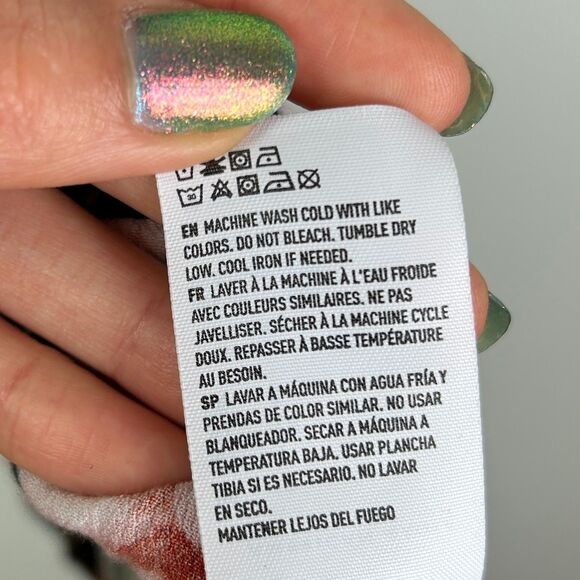 30
EN MACHINE WASH COLD WITH LIKE
COLORS. DO NOT BLEACH. TUMBLE DRY
LOW. COOL IRON IF NEEDED.
FR LAVER À LA MACHINE À L'EAU FROIDE
AVEC COULEURS SIMILAIRES. NE PAS
JAVELLISER. SÉCHER À LA MACHINE CYCLE
DOUX. REPASSER À BASSE TEMPÉRATURE
AU BESOIN.
SP LAVAR A MÁQUINA CON AGUA FRÍA Y
PRENDAS DE COLOR SIMILAR. NO USAR
BLANQUEADOR. SECAR A MÁQUINA A
TEMPERATURA BAJA. USAR PLANCHA
TIBIA SI ES NECESARIO. NO LAVAR
EN SECO.
MANTENER LEJOS DEL FUEGO